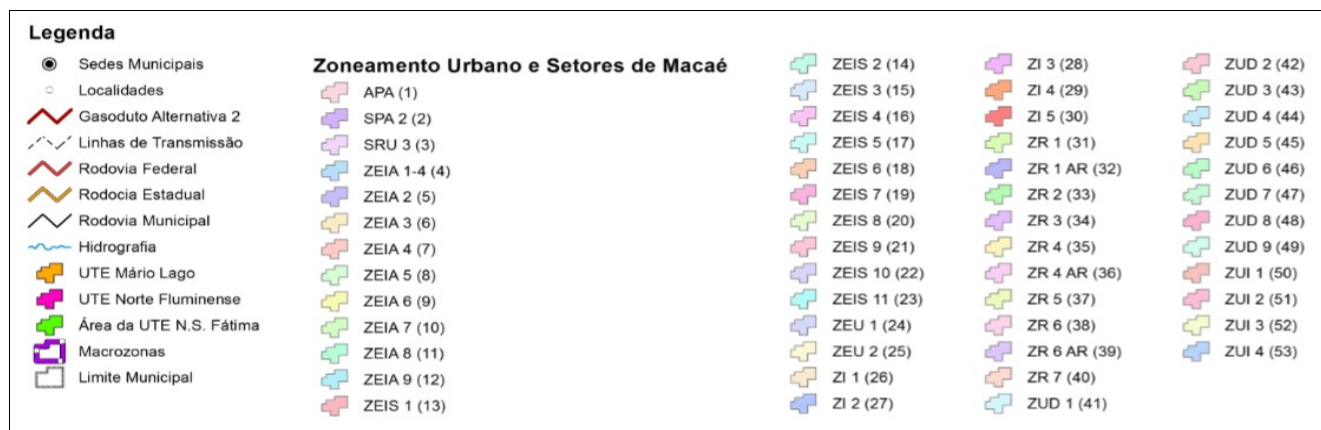 Legenda
Sedes Municipais
Localidades
Gasoduto Alternativa 2
Linhas de Transmissão
Rodovia Federal
Rodocia Estadual
Rodovia Municipal
Hidrografia
UTE Mário Lago
UTE Norte Fluminense
Área da UTE N.S. Fátima
Macrozonas
Limite Municipal
Zoneamento Urbano e Setores de Macaé
APA (1)
SPA 2 (2)
SRU 3 (3)
ZEIA 1-4 (4)
ZEIA 2 (5)
ZEIA 3 (6)
ZEIA 4 (7)
ZEIA 5 (8)
ZEIA 6 (9)
ZEIA 7 (10)
ZEIA 8 (11)
ZEIA 9 (12)
ZEIS 1 (13)
ZEIS 2 (14)
ZEIS 3 (15)
ZEIS 4 (16)
ZEIS 5 (17)
ZEIS 6 (18)
ZEIS 7 (19)
ZEIS 8 (20)
ZEIS 9 (21)
ZEIS 10 (22)
ZEIS 11 (23)
ZEU 1 (24)
ZEU 2 (25)
ZI 1 (26)
ZI 2 (27)
ZI 3 (28)
ZI 4 (29)
ZI 5 (30)
ZR 1 (31)
ZR 1 AR (32)
ZR 2 (33)
ZR 3 (34)
ZR 4 (35)
ZR 4 AR (36)
ZR 5 (37)
ZR 6 (38)
ZR 6 AR (39)
ZR 7 (40)
ZUD 1 (41)
ZUD 2 (42)
ZUD 3 (43)
ZUD 4 (44)
ZUD 5 (45)
ZUD 6 (46)
ZUD 7 (47)
ZUD 8 (48)
ZUD 9 (49)
ZUI 1 (50)
ZUI 2 (51)
ZUI 3 (52)
ZUI 4 (53)